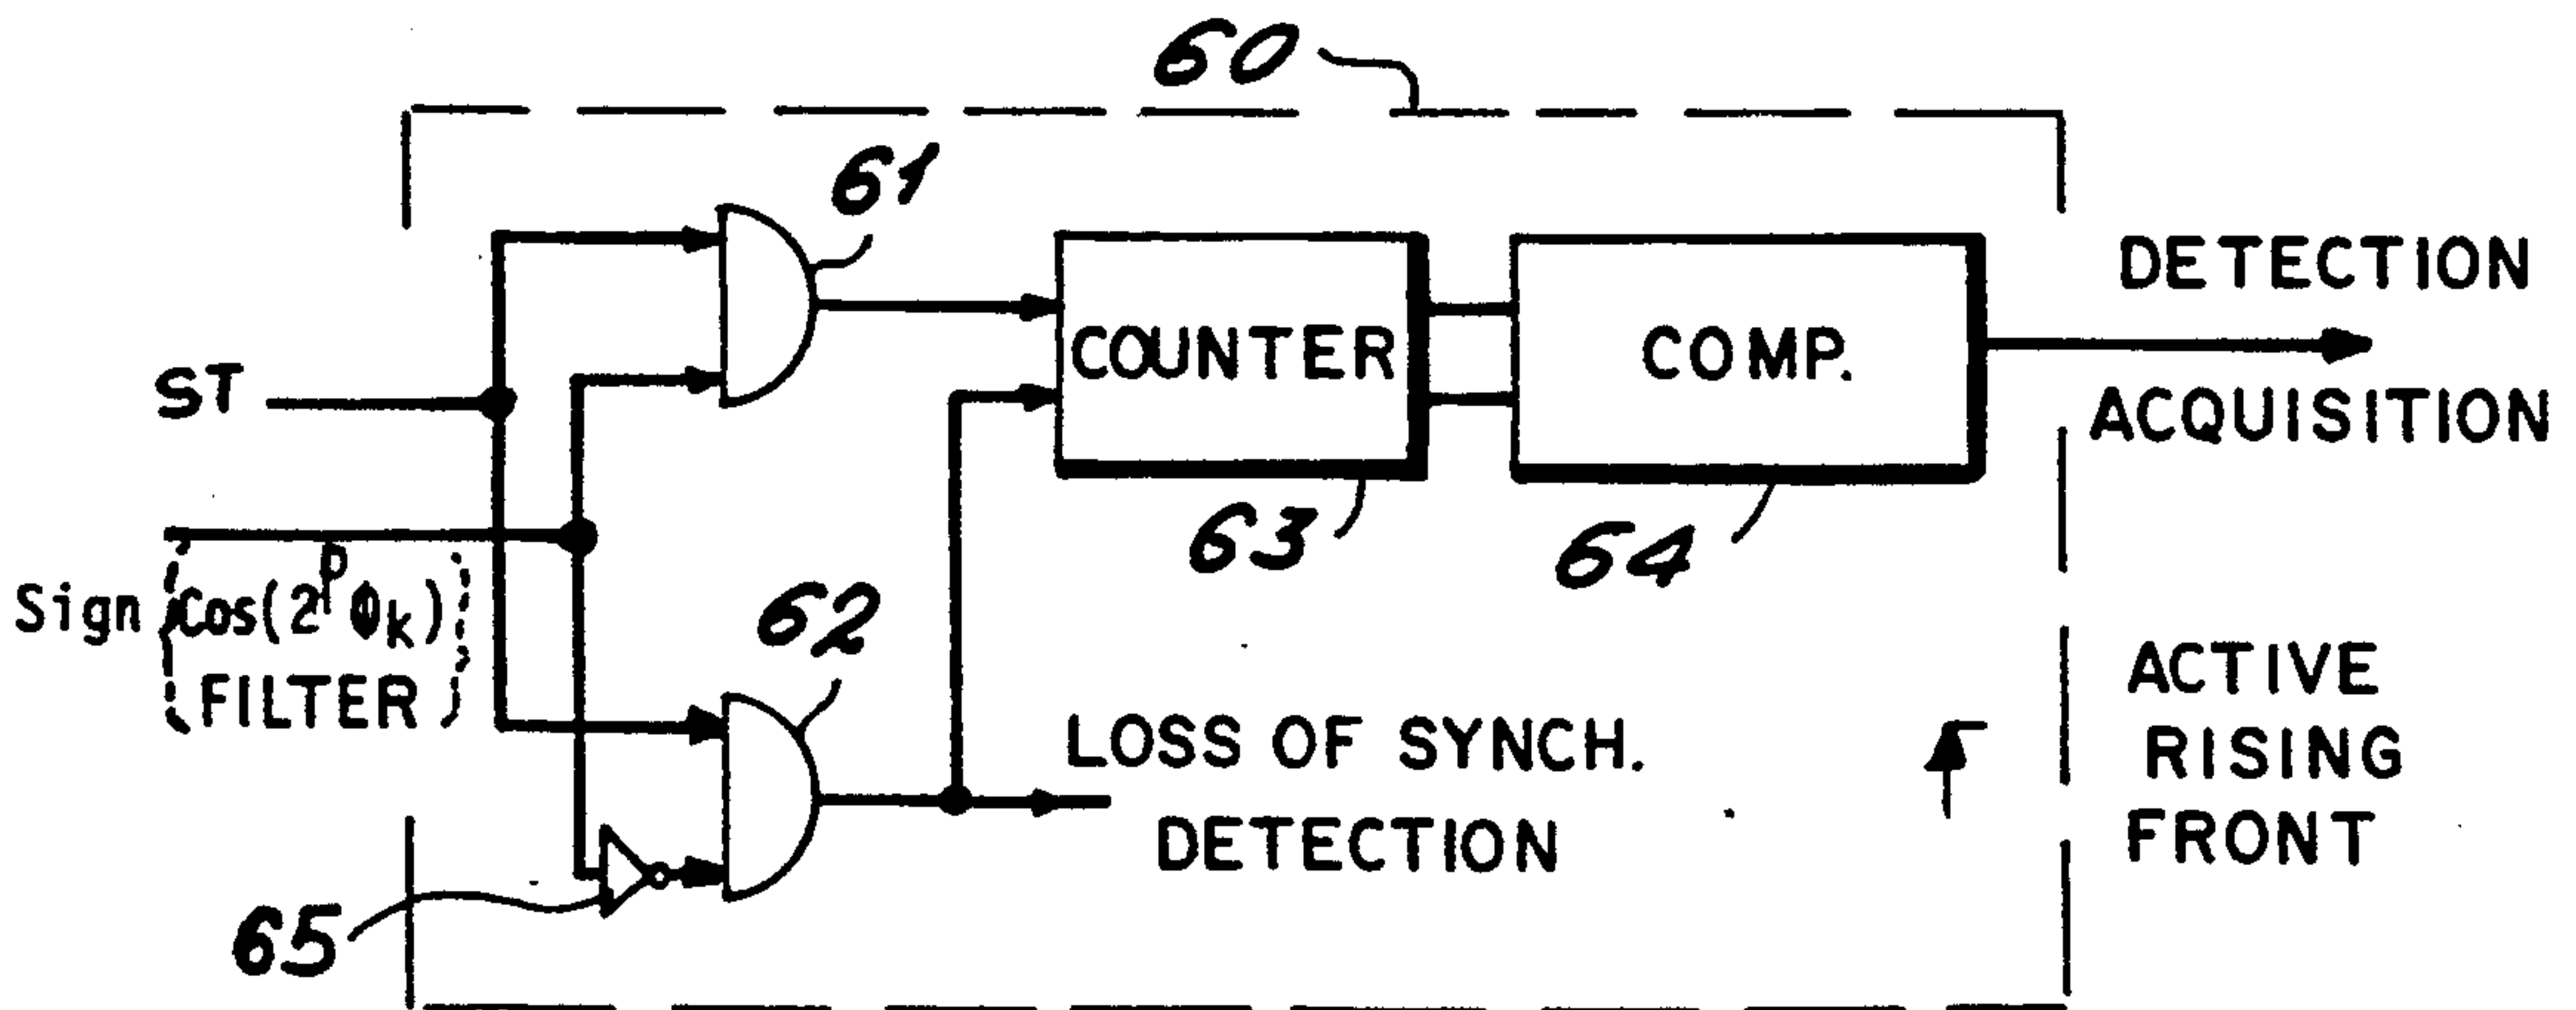 60
61
ST
COUNTER
COMP.
DETECTION
ACQUISITION
63
64
Sign {Cos(2^p Φk)
FILTER}
62
LOSS OF SYNCH.
DETECTION
ACTIVE
RISING
FRONT
65